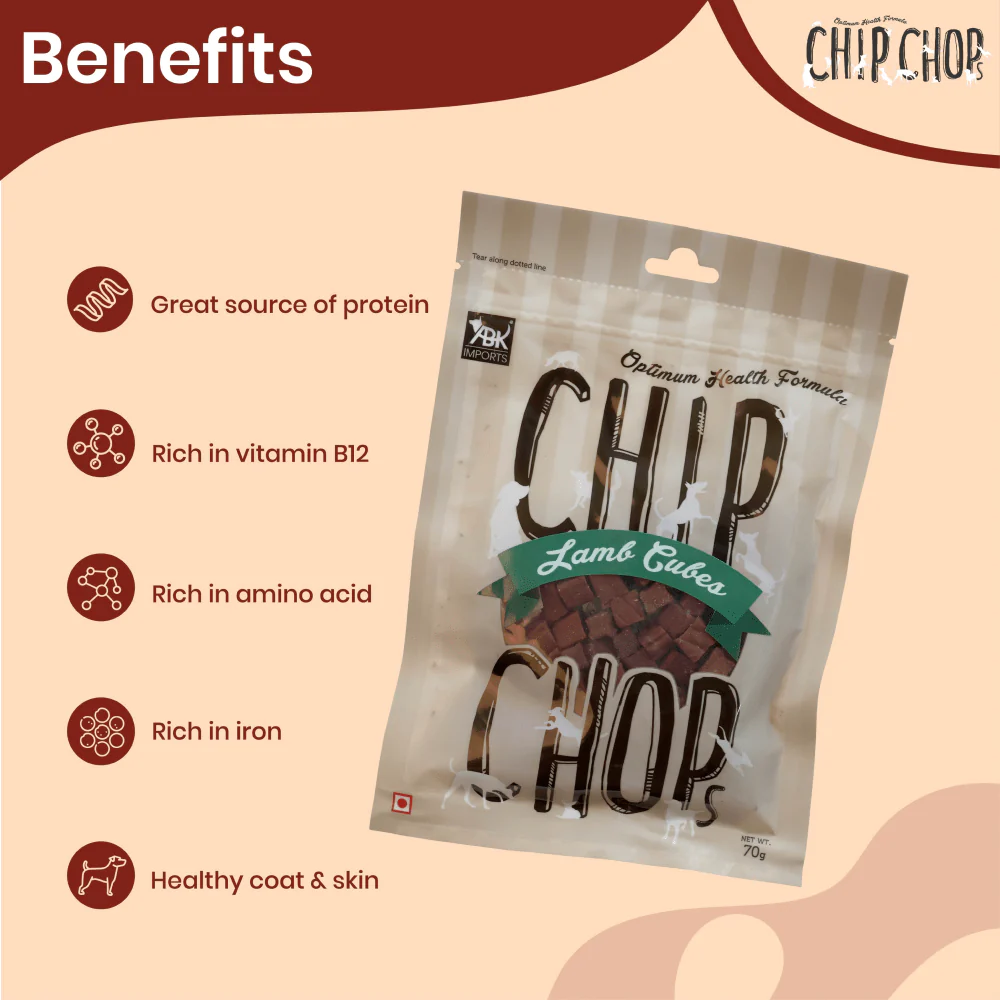 Benefits
Optimum Health Formula
CHIP CHOPs
Great source of protein
Rich in vitamin B12
Rich in amino acid
Rich in iron
Healthy coat & skin
Tear along dotted line
ABK
IMPORTS
Optimum Health Formula
CHIP
Lamb Cubes
CHOPs
NET WT.
70g